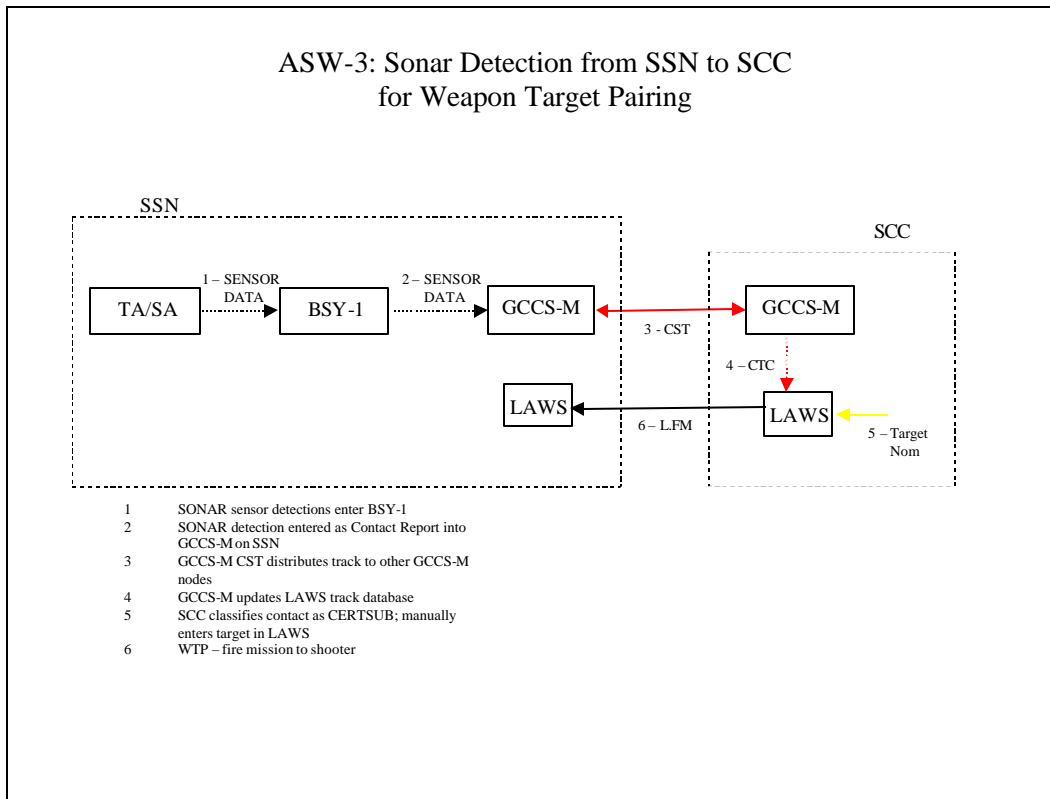 ASW-3: Sonar Detection from SSN to SCC
for Weapon Target Pairing
SSN
SCC
1 – SENSOR
DATA
2 – SENSOR
DATA
TA/SA
BSY-1
GCCS-M
GCCS-M
3 - CST
4 – CTC
LAWS
LAWS
6 – L.FM
5 – Target
Nom
1 SONAR sensor detections enter BSY-1
2 SONAR detection entered as Contact Report into
GCCS-M on SSN
3 GCCS-M CST distributes track to other GCCS-M
nodes
4 GCCS-M updates LAWS track database
5 SCC classifies contact as CERTSUB; manually
enters target in LAWS
6 WTP – fire mission to shooter